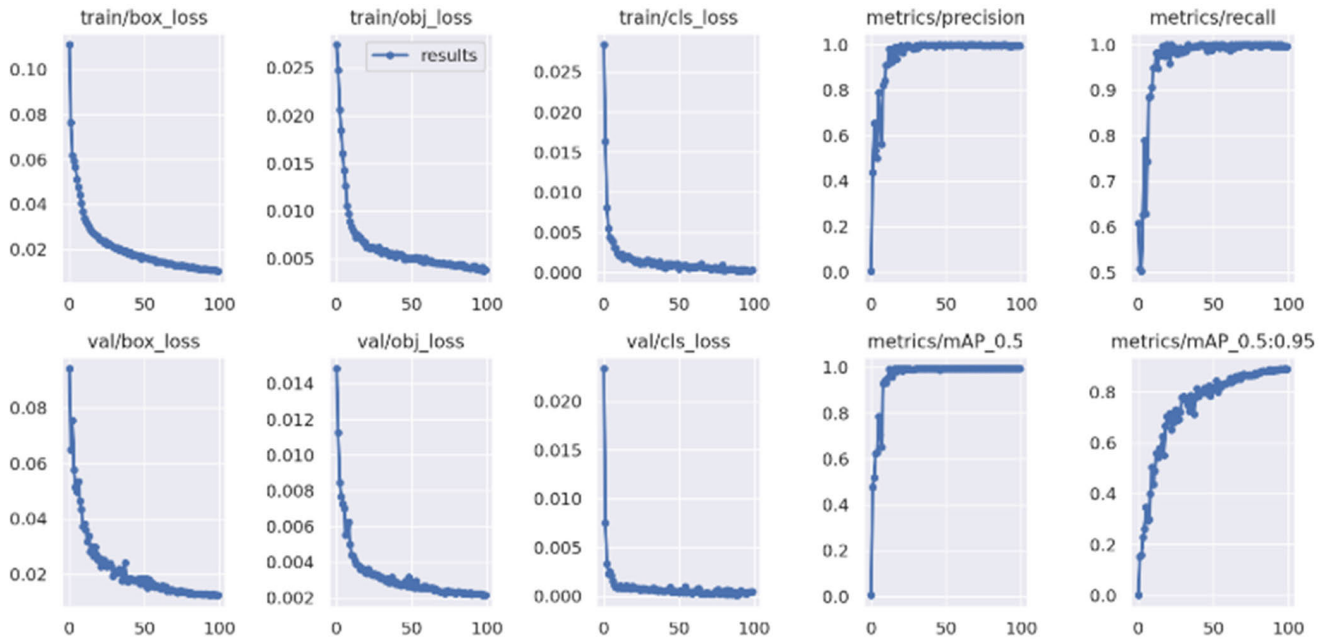 train/box_loss train/obj_loss train/cls_loss metrics/precision metrics/recall
results
0.10 0.08 0.06 0.04 0.02
0.025 0.020 0.015 0.010 0.005
0.025 0.020 0.015 0.010 0.005 0.000
1.0 0.8 0.6 0.4 0.2 0.0
1.0 0.9 0.8 0.7 0.6 0.5
0 50 100 0 50 100 0 50 100 0 50 100 0 50 100
val/box_loss val/obj_loss val/cls_loss metrics/mAP_0.5 metrics/mAP_0.5:0.95
0.08 0.06 0.04 0.02
0.014 0.012 0.010 0.008 0.006 0.004 0.002
0.020 0.015 0.010 0.005 0.000
1.0 0.8 0.6 0.4 0.2 0.0
0.8 0.6 0.4 0.2 0.0
0 50 100 0 50 100 0 50 100 0 50 100 0 50 100